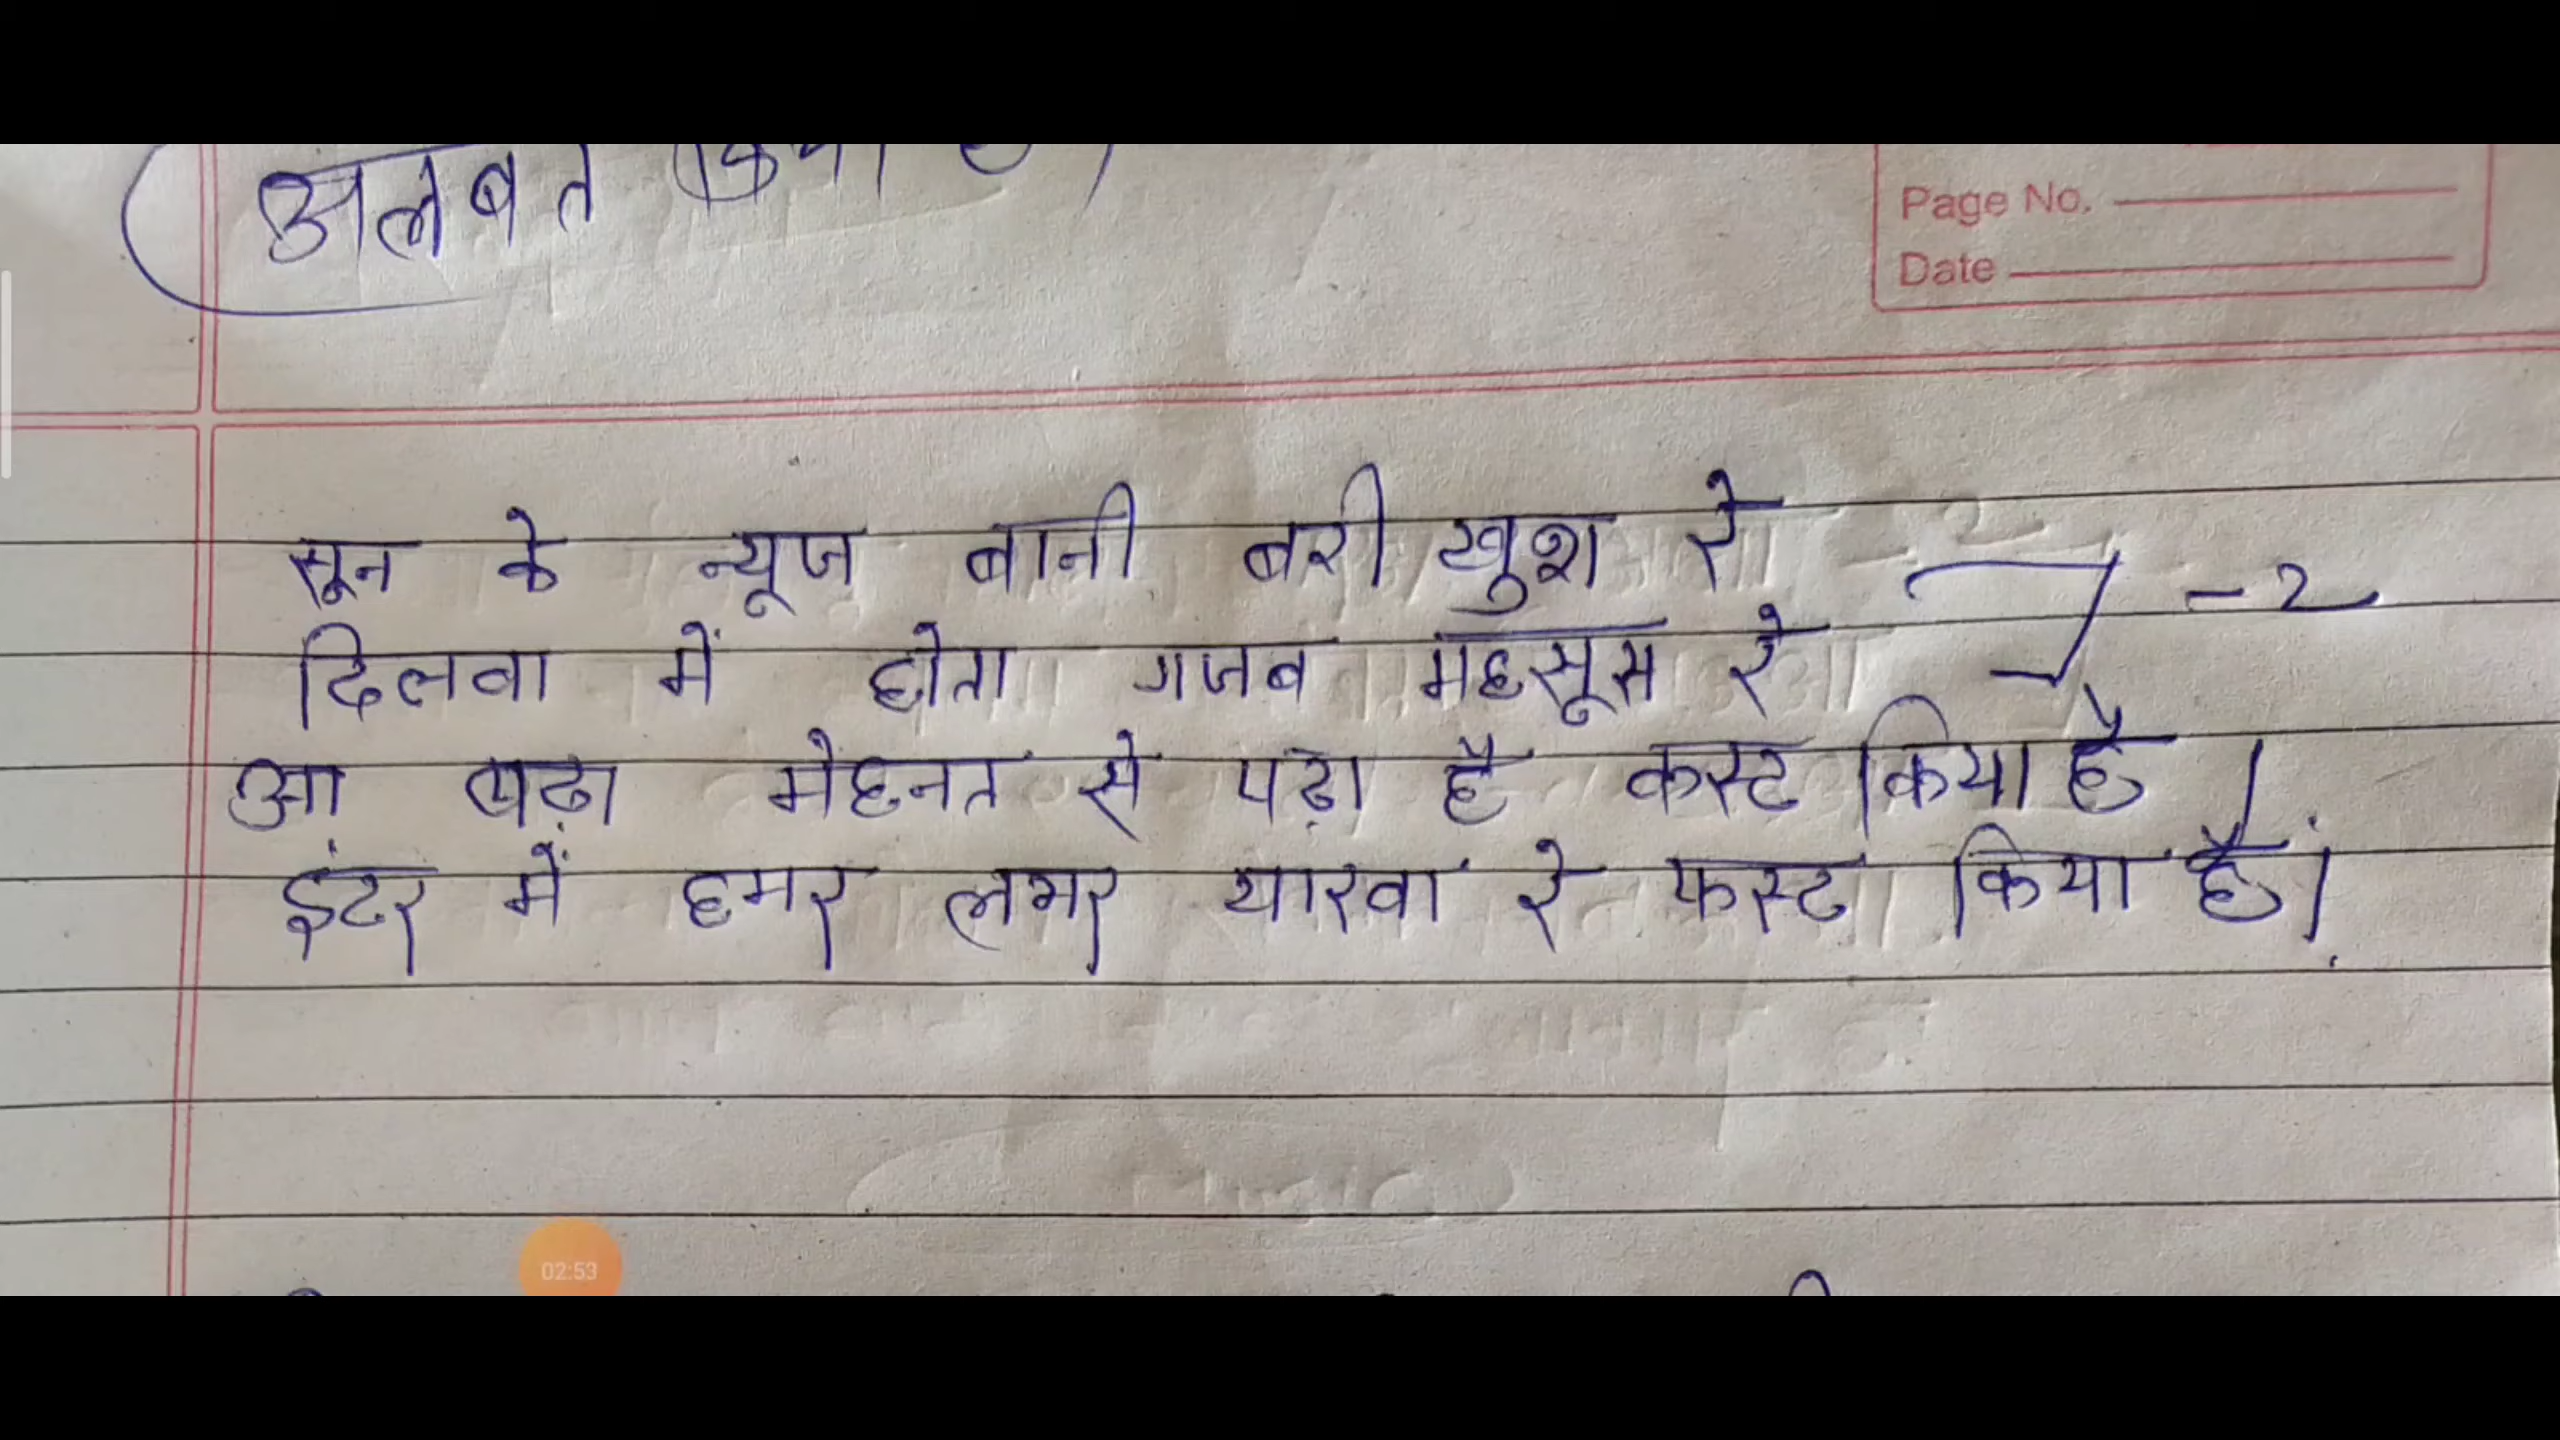 अलबत किया है।
Page No.
Date
सून के न्यूज बानी बरी खुश रे
दिलवा में होता गजब महसूस रे - 2
आ बढ़ा मेहनत से पढ़ा है कस्ट किया है।
इंटर में हमर लभर यारवा रे फस्ट किया है।
02:53